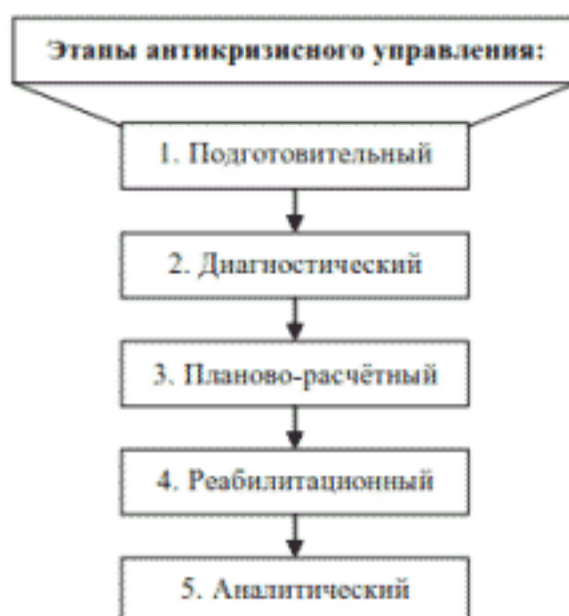 Этапы антикризисного управления:
1. Подготовительный
2. Диагностический
3. Планово-расчётный
4. Реабилитационный
5. Аналитический